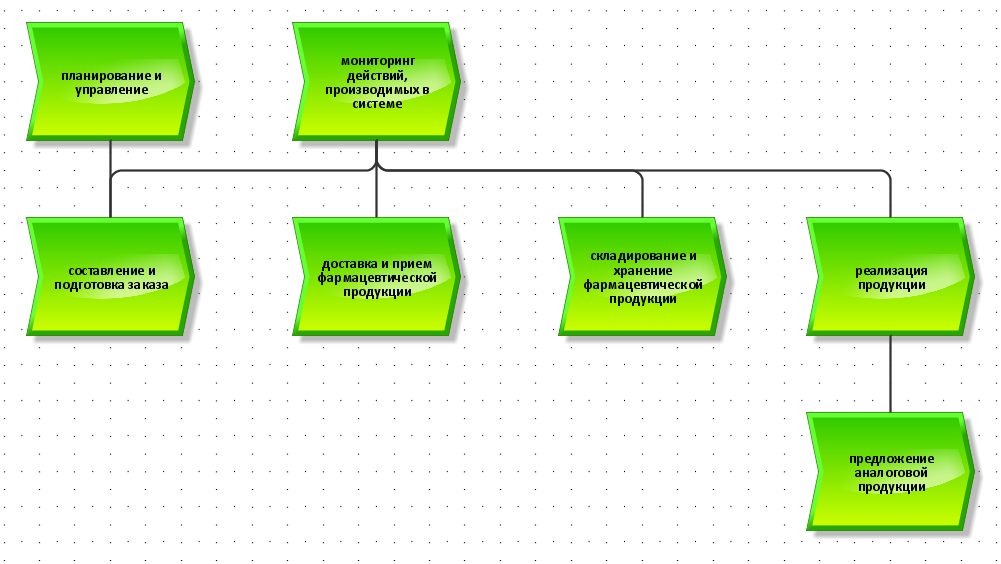 планирование и
управление
мониторинг
действий,
производимых в
системе
составление и
подготовка заказа
доставка и прием
фармацевтической
продукции
складирование и
хранение
фармацевтической
продукции
реализация
продукции
предложение
аналоговой
продукции